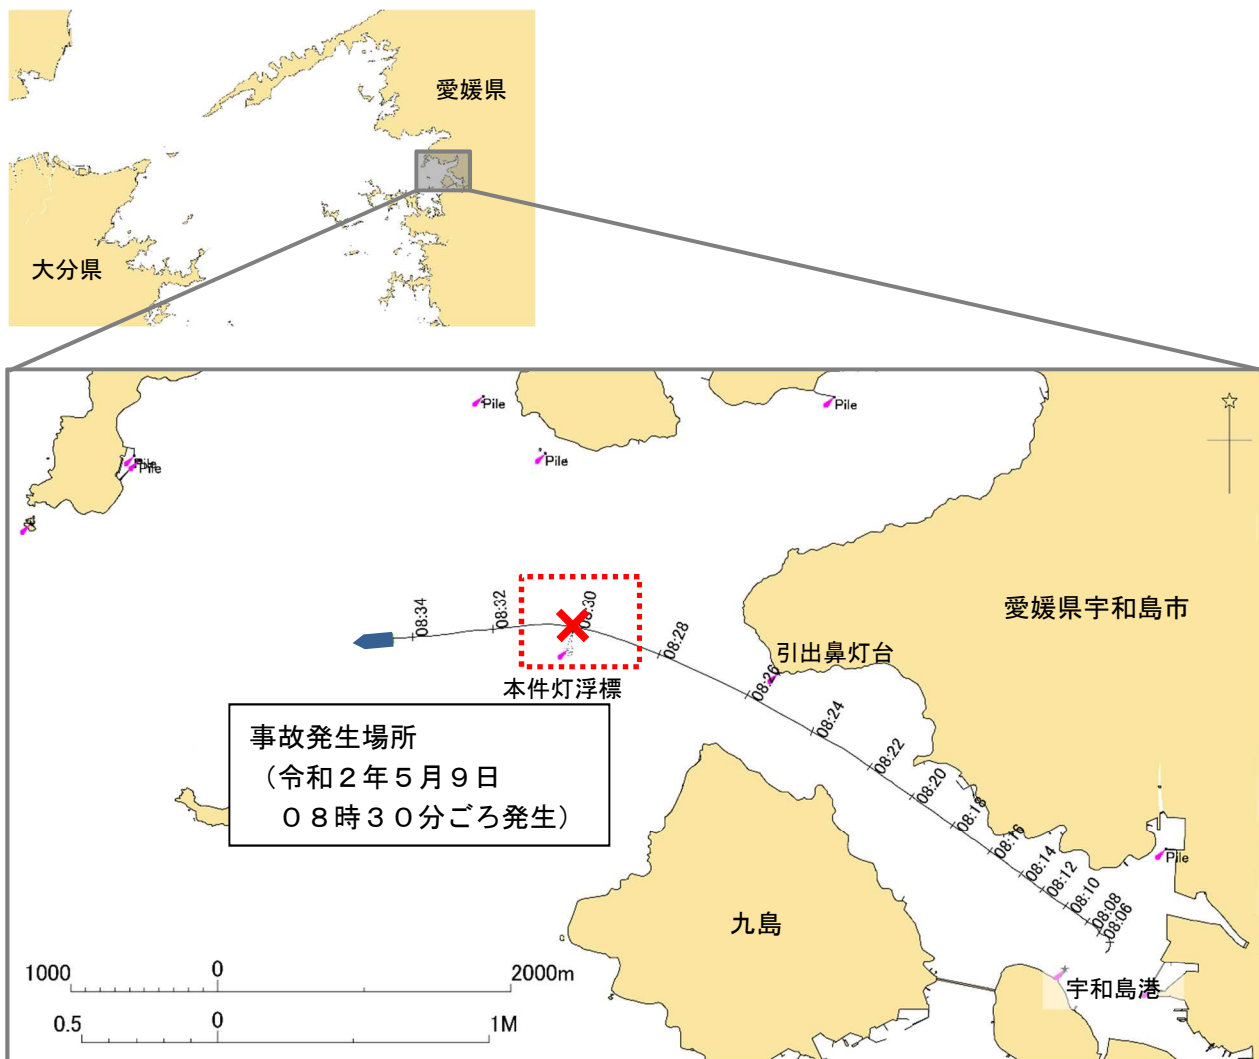 愛媛県
大分県
Pile
Pile
Pile
Pile
Pile
08:34
08:32
08:30
08:28
08:26
08:24
08:22
08:20
08:18
08:16
08:14
08:12
08:10
08:08
08:06
愛媛県宇和島市
引出鼻灯台
本件灯浮標
事故発生場所
（令和２年５月９日
０８時３０分ごろ発生）
Pile
九島
宇和島港
1000 0 2000m
0.5 0 1M